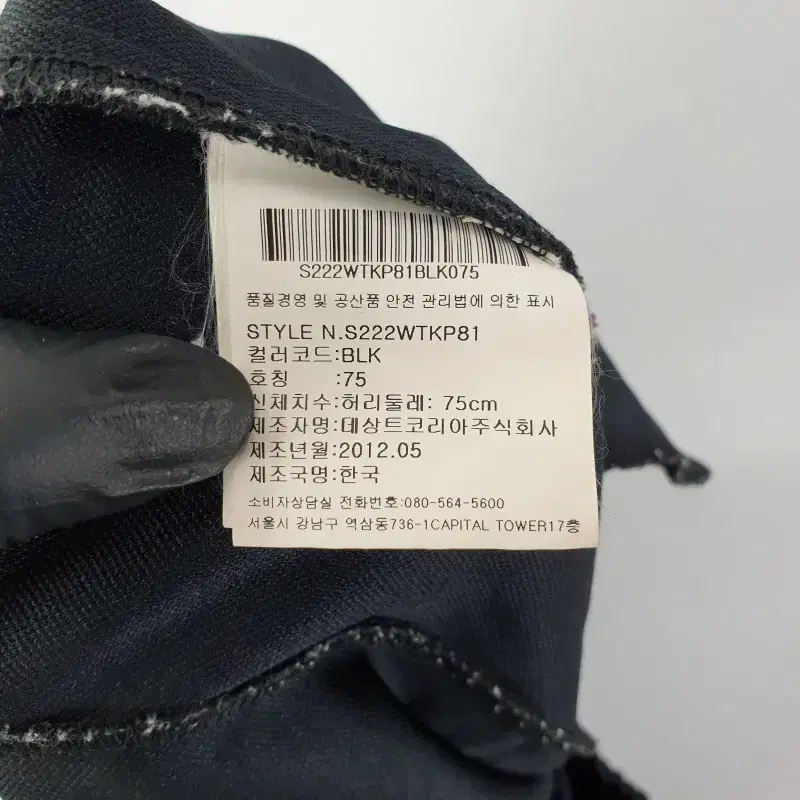 S222WTKP81BLK075
품질경영 및 공산품 안전 관리법에 의한 표시
STYLE N.S222WTKP81
컬러코드:BLK
호칭 :75
신체치수:허리둘레: 75cm
제조자명:데상트코리아주식회사
제조년월:2012.05
제조국명:한국
소비자상담실 전화번호:080-564-5600
서울시 강남구 역삼동736-1CAPITAL TOWER17층